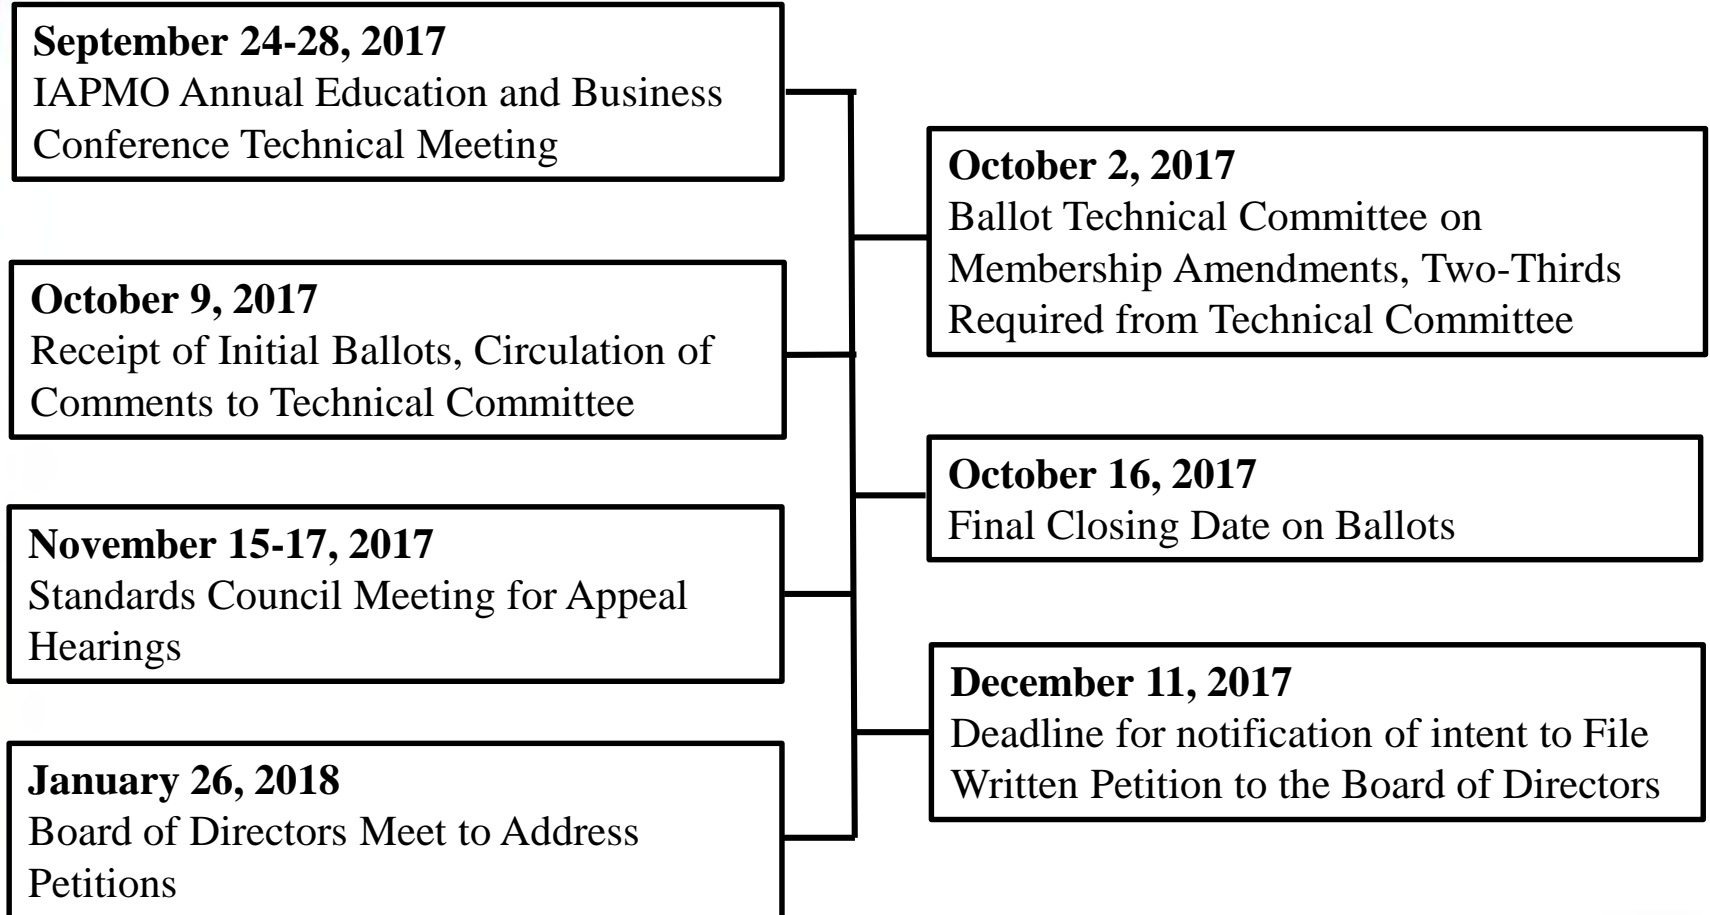 September 24-28, 2017
IAPMO Annual Education and Business
Conference Technical Meeting
October 2, 2017
Ballot Technical Committee on
Membership Amendments, Two-Thirds
Required from Technical Committee
October 9, 2017
Receipt of Initial Ballots, Circulation of
Comments to Technical Committee
October 16, 2017
Final Closing Date on Ballots
November 15-17, 2017
Standards Council Meeting for Appeal
Hearings
December 11, 2017
Deadline for notification of intent to File
Written Petition to the Board of Directors
January 26, 2018
Board of Directors Meet to Address
Petitions